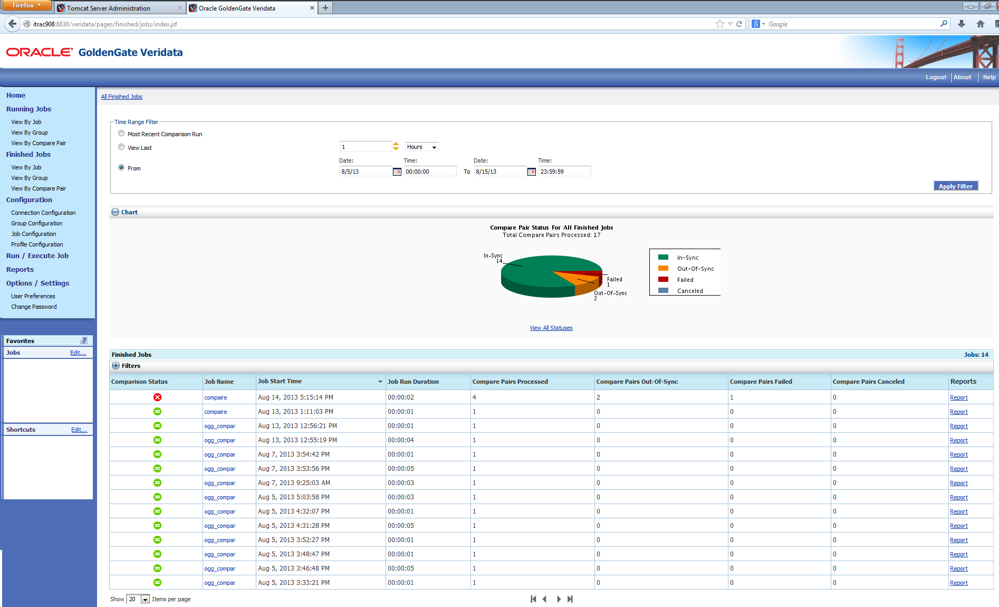 Firefox
Tomcat Server Administration
Oracle GoldenGate Veridata
itrac908:8830/veridata/pages/finished/jobs/index.jsf
Google
ORACLE GoldenGate Veridata
Logout About Help
Home
Running Jobs
View By Job
View By Group
View By Compare Pair
Finished Jobs
View By Job
View By Group
View By Compare Pair
Configuration
Connection Configuration
Group Configuration
Job Configuration
Profile Configuration
Run / Execute Job
Reports
Options / Settings
User Preferences
Change Password
Favorites ?
Jobs Edit...
Shortcuts Edit...
All Finished Jobs
Time Range Filter
Most Recent Comparison Run
View Last 1 Hours
Date: Time: Date: Time:
From 8/5/13 00:00:00 To 8/15/13 23:59:59
Apply Filter
Chart
Compare Pair Status For All Finished Jobs
Total Compare Pairs Processed: 17
In-Sync
14
Failed
1
Out-Of-Sync
2
In-Sync
Out-Of-Sync
Failed
Canceled
View All Statuses
Finished Jobs Jobs: 14
Filters
Comparison Status Job Name Job Start Time Job Run Duration Compare Pairs Processed Compare Pairs Out-Of-Sync Compare Pairs Failed Compare Pairs Canceled Reports
compaire Aug 14, 2013 5:15:14 PM 00:00:02 4 2 1 0 Report
compaire Aug 13, 2013 1:11:03 PM 00:00:01 1 0 0 0 Report
ogg_compar Aug 13, 2013 12:56:21 PM 00:00:01 1 0 0 0 Report
ogg_compar Aug 13, 2013 12:55:19 PM 00:00:04 1 0 0 0 Report
ogg_compar Aug 7, 2013 3:54:42 PM 00:00:01 1 0 0 0 Report
ogg_compar Aug 7, 2013 3:53:56 PM 00:00:05 1 0 0 0 Report
ogg_compar Aug 7, 2013 9:25:03 AM 00:00:03 1 0 0 0 Report
ogg_compar Aug 5, 2013 5:03:58 PM 00:00:03 1 0 0 0 Report
ogg_compar Aug 5, 2013 4:32:07 PM 00:00:01 1 0 0 0 Report
ogg_compar Aug 5, 2013 4:31:28 PM 00:00:05 1 0 0 0 Report
ogg_compar Aug 5, 2013 3:52:27 PM 00:00:01 1 0 0 0 Report
ogg_compar Aug 5, 2013 3:48:47 PM 00:00:01 1 0 0 0 Report
ogg_compar Aug 5, 2013 3:46:48 PM 00:00:05 1 0 0 0 Report
ogg_compar Aug 5, 2013 3:33:21 PM 00:00:01 1 0 0 0 Report
Show 20 Items per page